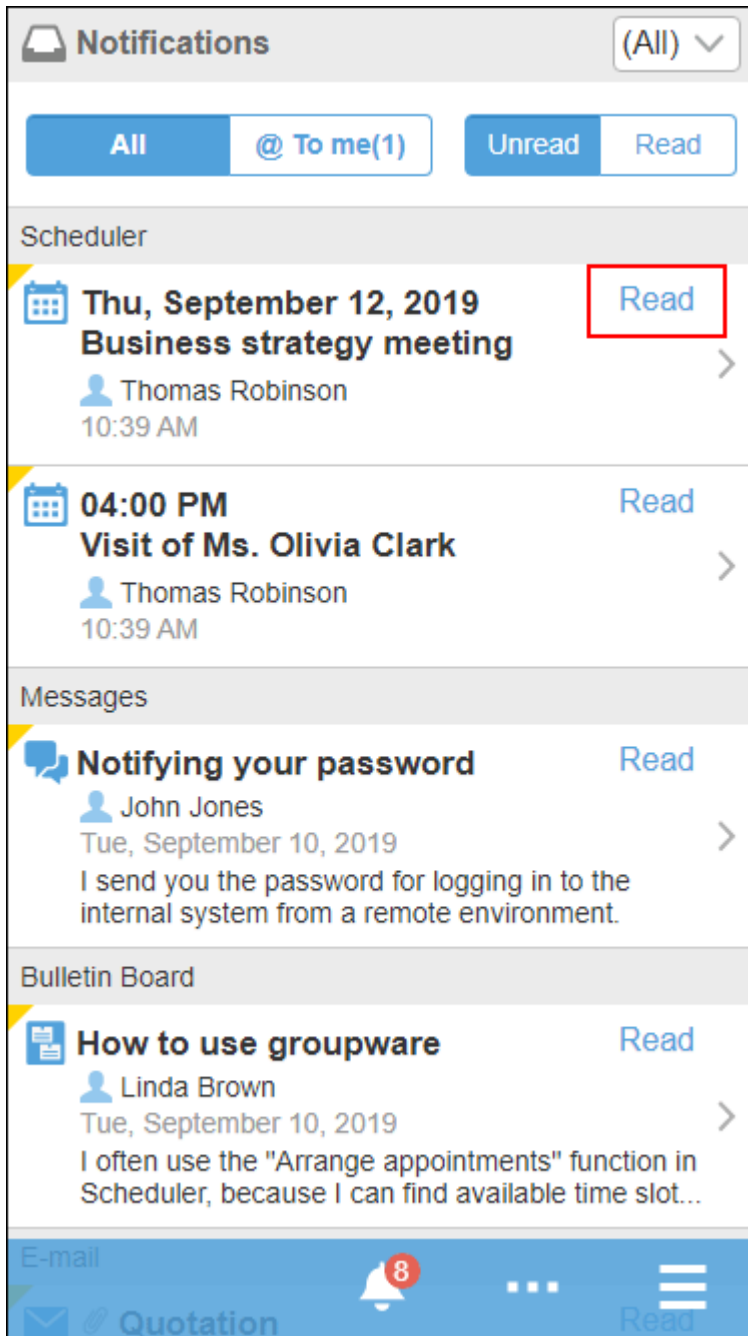 Notifications (All)
All @ To me(1) Unread Read
Scheduler
Thu, September 12, 2019 Read
Business strategy meeting
Thomas Robinson
10:39 AM
04:00 PM Read
Visit of Ms. Olivia Clark
Thomas Robinson
10:39 AM
Messages
Notifying your password Read
John Jones
Tue, September 10, 2019
I send you the password for logging in to the
internal system from a remote environment.
Bulletin Board
How to use groupware Read
Linda Brown
Tue, September 10, 2019
I often use the "Arrange appointments" function in
Scheduler, because I can find available time slot...
E-mail
8
Quotation Read